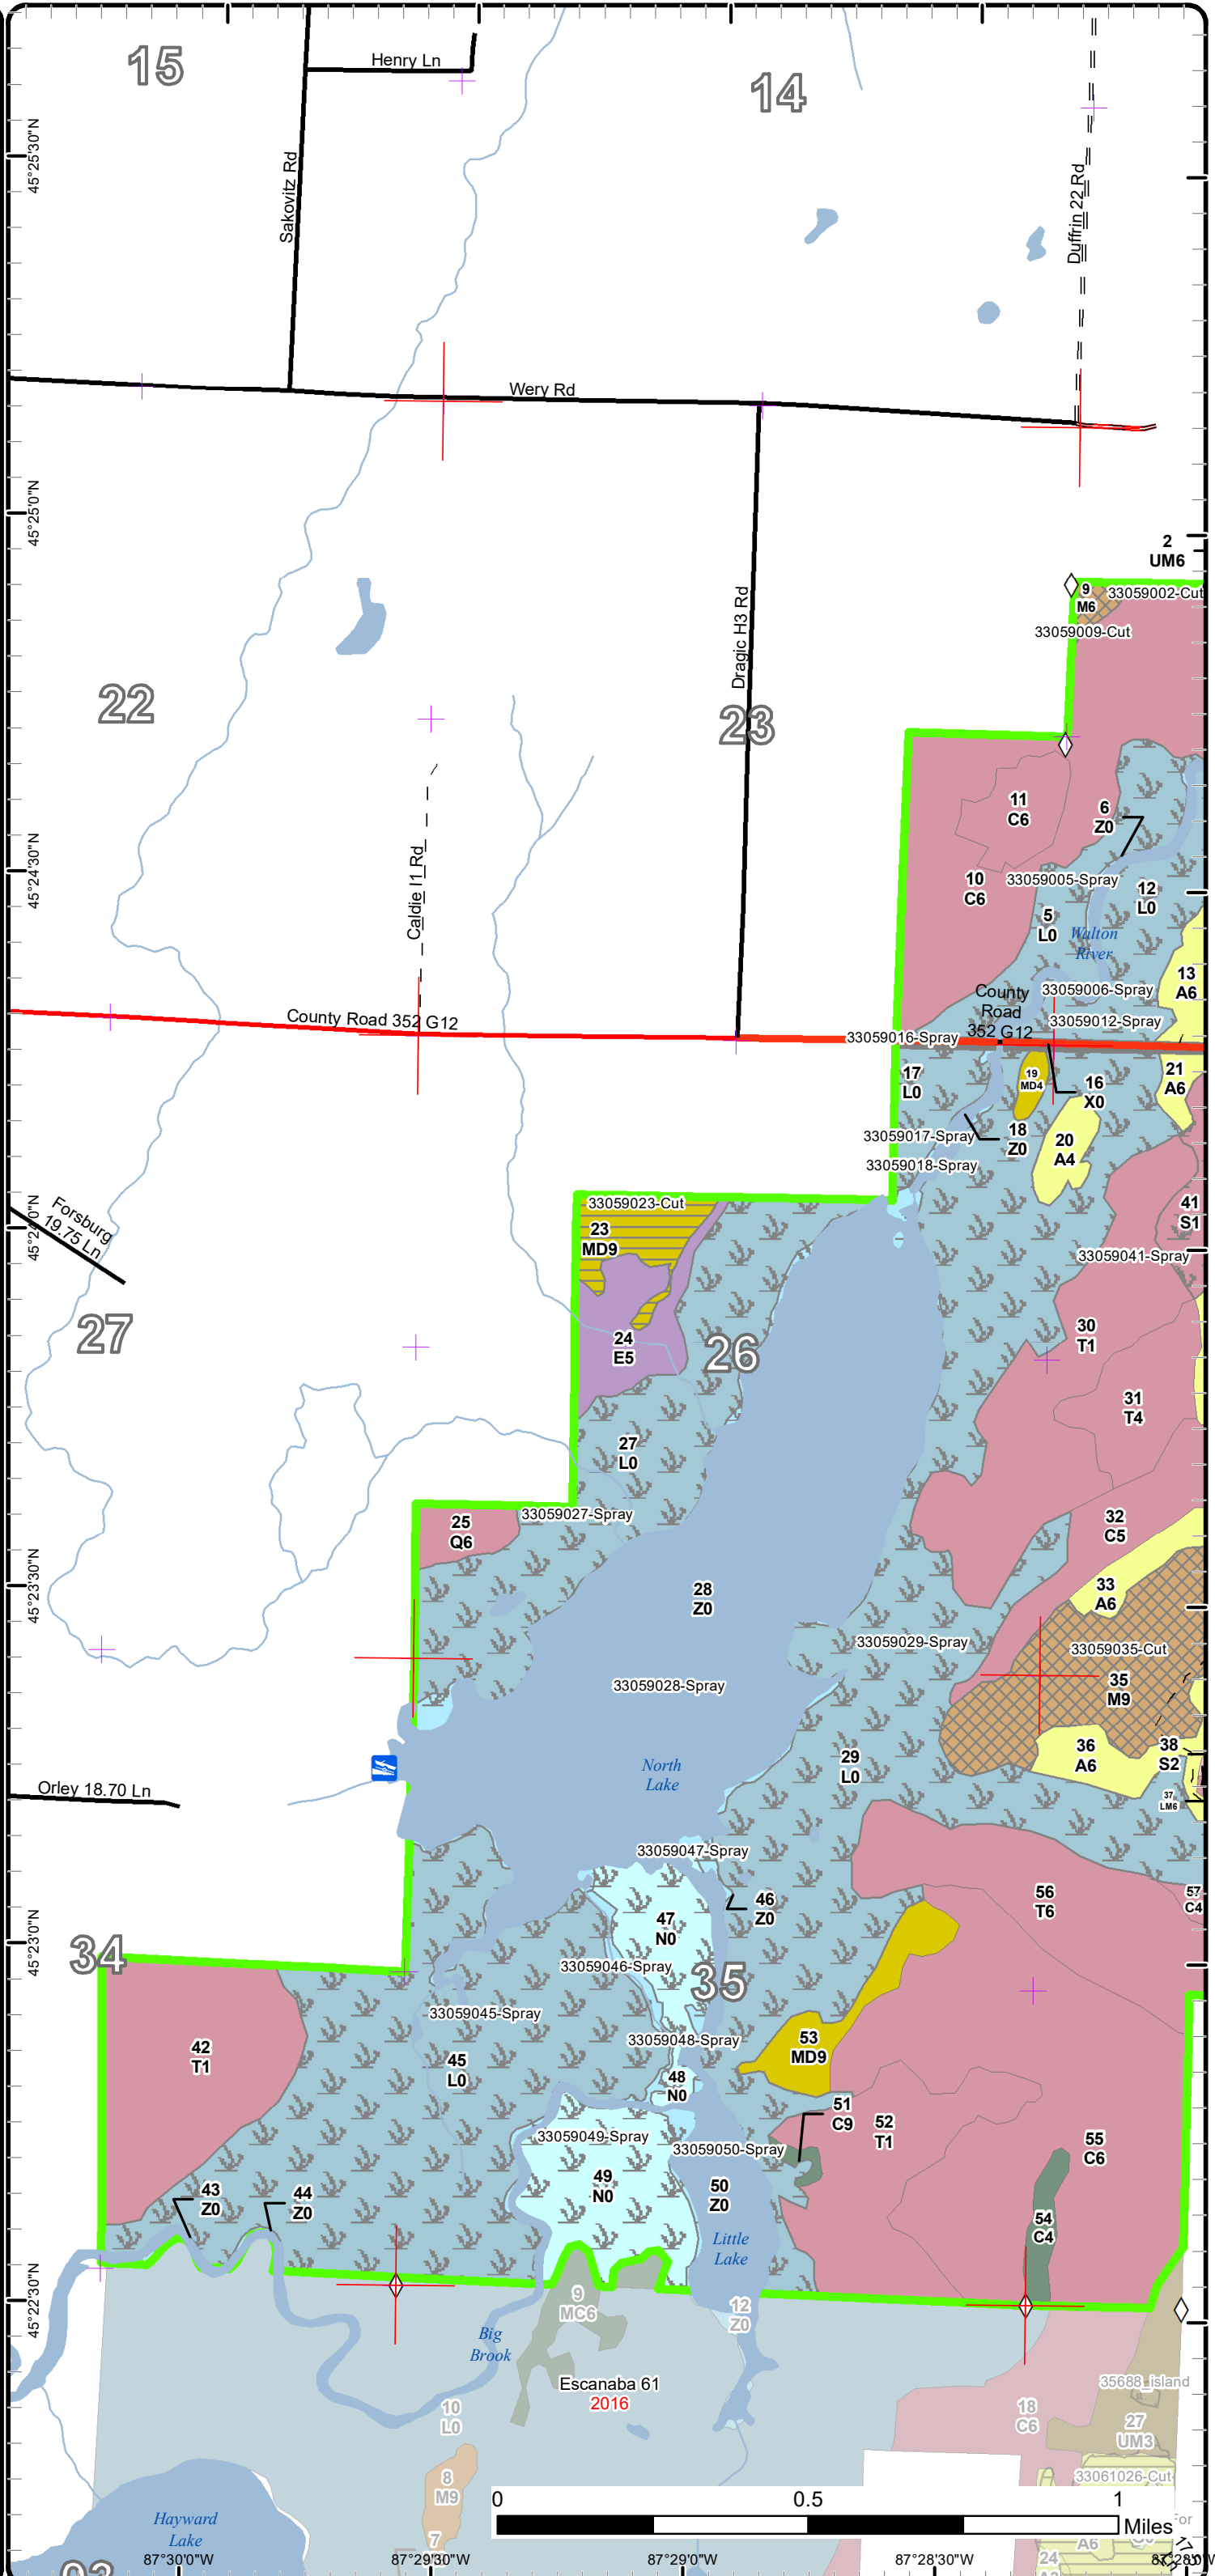 15
Henry Ln
14
45°25'30"N
Sakovitz Rd
Duffrin 22 Rd
Wery Rd
45°25'0"N
2
UM6
9
M6
33059002-Cut
33059009-Cut
Dragic H3 Rd
22
23
11
C6
6
Z0
45°24'30"N
Caldie I1 Rd
10
C6
33059005-Spray
12
L0
5
L0
Walton
River
13
A6
33059006-Spray
County
Road
352 G12
County Road 352 G12
33059012-Spray
33059016-Spray
17
L0
19
MD4
16
X0
21
A6
33059017-Spray
18
Z0
20
A4
33059018-Spray
45°24'0"N
Forsburg
19.75 Ln
33059023-Cut
23
MD9
41
S1
33059041-Spray
27
24
E5
26
30
T1
31
T4
27
L0
25
Q6
33059027-Spray
32
C5
45°23'30"N
33
A6
28
Z0
33059029-Spray
33059035-Cut
35
M9
33059028-Spray
36
A6
38
S2
29
L0
North
Lake
Orley 18.70 Ln
37
LM6
33059047-Spray
56
T6
57
C4
46
Z0
47
N0
45°23'0"N
34
33059046-Spray
35
33059045-Spray
42
T1
33059048-Spray
53
MD9
45
L0
48
N0
51
C9
52
T1
33059049-Spray
33059050-Spray
55
C6
43
Z0
44
Z0
49
N0
50
Z0
54
C4
Little
Lake
45°22'30"N
9
MC6
12
Z0
Big
Brook
Escanaba 61
2016
35688_island
10
L0
18
C6
27
UM3
8
M9
33061026-Cut
0
0.5
1
Miles
Hayward
Lake
7
A6
24
03
87°30'0"W
87°29'30"W
87°29'0"W
87°28'30"W